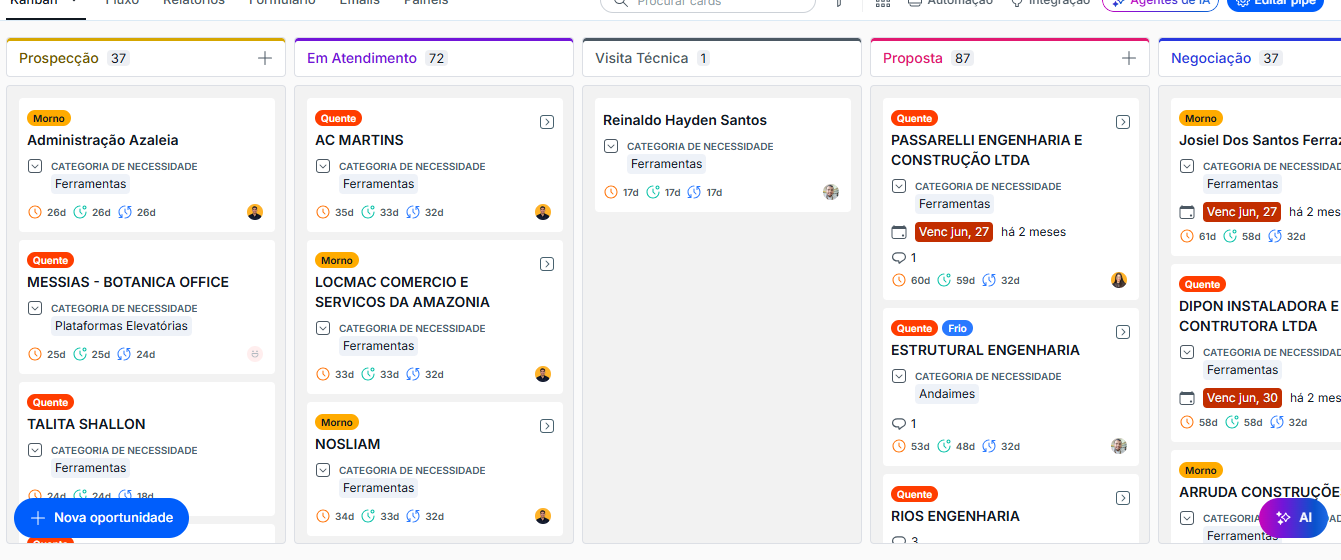 Kanban
Fluxo
Relatórios
Formulário
Emails
Painéis
Procurar cards
Automação
Integração
Agentes de IA
Editar pipe
Prospecção 37
Morno
Administração Azaleia
CATEGORIA DE NECESSIDADE
Ferramentas
26d 26d 26d
Quente
MESSIAS - BOTANICA OFFICE
CATEGORIA DE NECESSIDADE
Plataformas Elevatórias
25d 25d 24d
Quente
TALITA SHALLON
CATEGORIA DE NECESSIDADE
Ferramentas
24d 24d 18d
Quente
Nova oportunidade
Em Atendimento 72
Quente
AC MARTINS
CATEGORIA DE NECESSIDADE
Ferramentas
35d 33d 32d
Morno
LOCMAC COMERCIO E
SERVICOS DA AMAZONIA
CATEGORIA DE NECESSIDADE
Ferramentas
33d 33d 32d
Morno
NOSLIAM
CATEGORIA DE NECESSIDADE
Ferramentas
34d 33d 32d
Visita Técnica 1
Reinaldo Hayden Santos
CATEGORIA DE NECESSIDADE
Ferramentas
17d 17d 17d
Proposta 87
Quente
PASSARELLI ENGENHARIA E
CONSTRUÇÃO LTDA
CATEGORIA DE NECESSIDADE
Ferramentas
Venc jun, 27 há 2 meses
1
60d 59d 32d
Quente Frio
ESTRUTURAL ENGENHARIA
CATEGORIA DE NECESSIDADE
Andaimes
1
53d 48d 32d
Quente
RIOS ENGENHARIA
3
Negociação 37
Morno
Josiel Dos Santos Ferraz
CATEGORIA DE NECESSIDADE
Ferramentas
Venc jun, 27 há 2 mes
61d 58d 32d
Quente
DIPON INSTALADORA E
CONTRUTORA LTDA
CATEGORIA DE NECESSIDADE
Ferramentas
Venc jun, 30 há 2 mes
58d 58d 32d
Morno
ARRUDA CONSTRUÇÕE
CATEGORIA
Ferramentas
AI